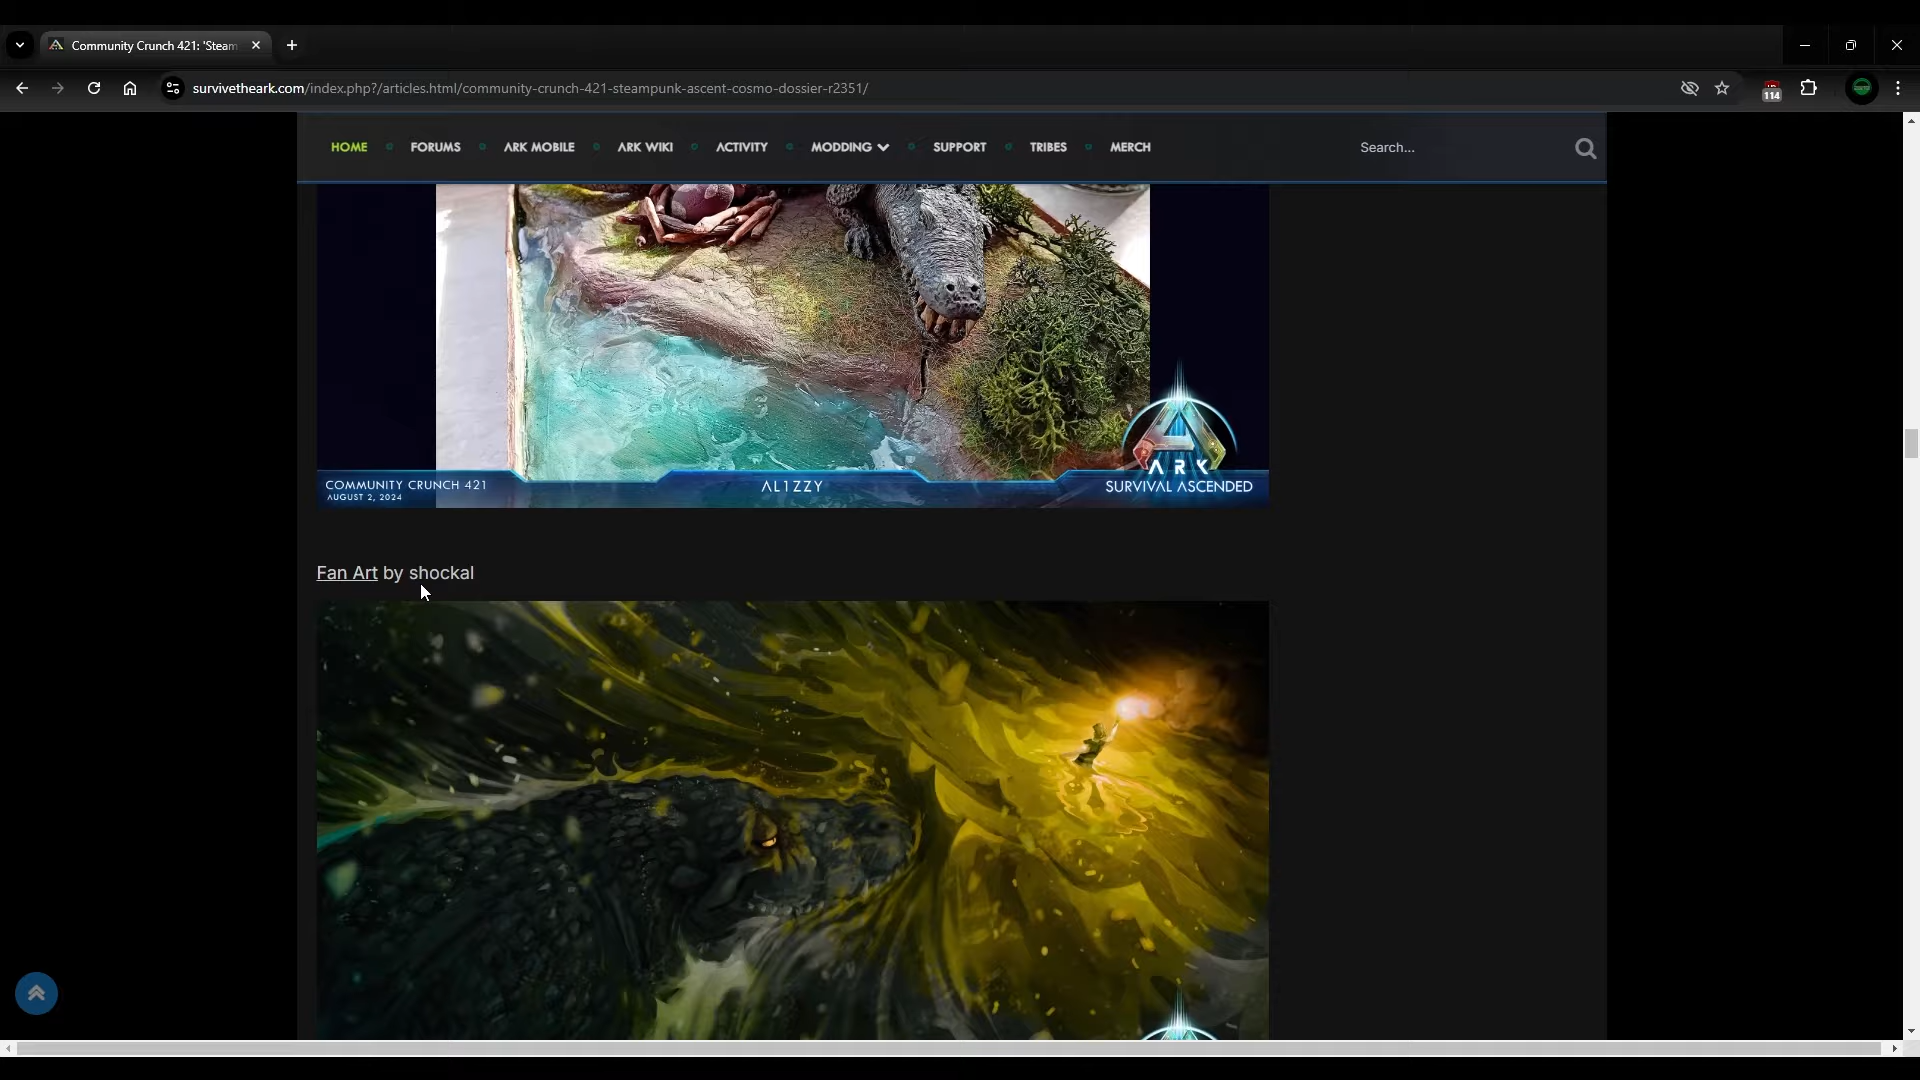 Community Crunch 421: 'Steam
survivetheark.com/index.php?/articles.html/community-crunch-421-steampunk-ascent-cosmo-dossier-r2351/
114
HOME FORUMS ARK MOBILE ARK WIKI ACTIVITY MODDING SUPPORT TRIBES MERCH Search...
ARK
COMMUNITY CRUNCH 421 AL1ZZY SURVIVAL ASCENDED
AUGUST 2, 2024
Fan Art by shockal